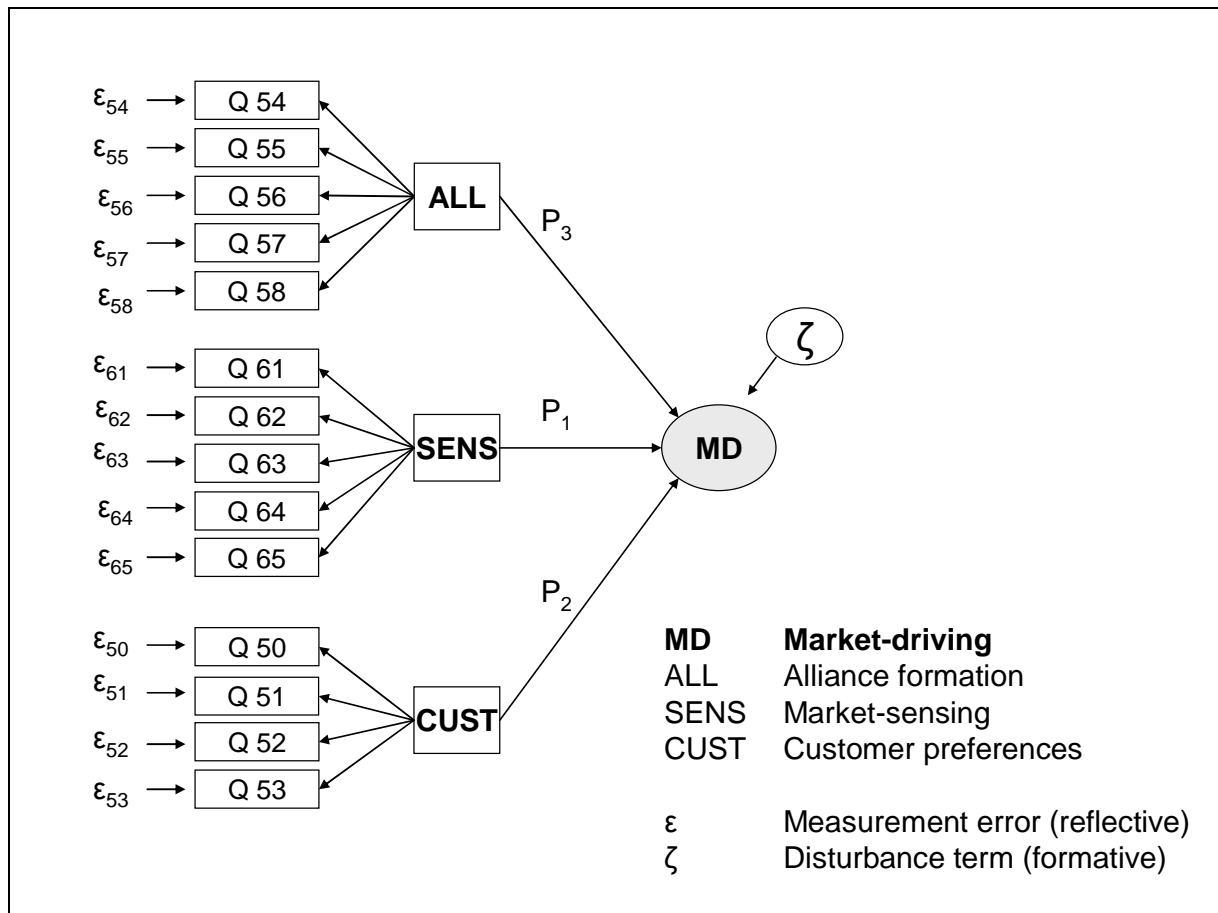 ε54 Q 54
ε55 Q 55
ε56 Q 56
ε57 Q 57
ε58 Q 58
ALL
P3
ε61 Q 61
ε62 Q 62
ε63 Q 63
ε64 Q 64
ε65 Q 65
SENS
P1
ζ
MD
ε50 Q 50
ε51 Q 51
ε52 Q 52
ε53 Q 53
CUST
P2
MD Market-driving
ALL Alliance formation
SENS Market-sensing
CUST Customer preferences
ε Measurement error (reflective)
ζ Disturbance term (formative)